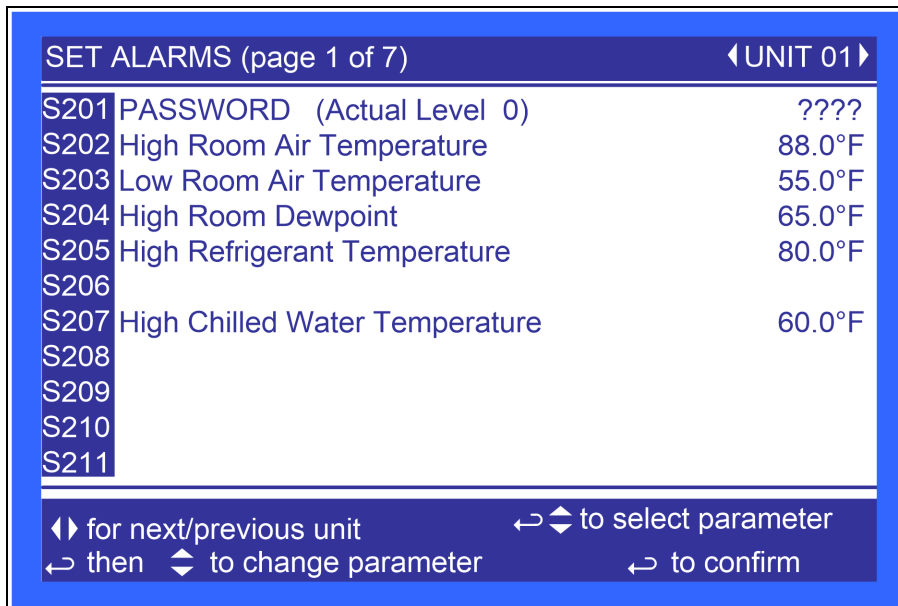 SET ALARMS (page 1 of 7) UNIT 01
S201 PASSWORD (Actual Level 0) ????
S202 High Room Air Temperature 88.0°F
S203 Low Room Air Temperature 55.0°F
S204 High Room Dewpoint 65.0°F
S205 High Refrigerant Temperature 80.0°F
S206
S207 High Chilled Water Temperature 60.0°F
S208
S209
S210
S211
for next/previous unit to select parameter
then to change parameter to confirm